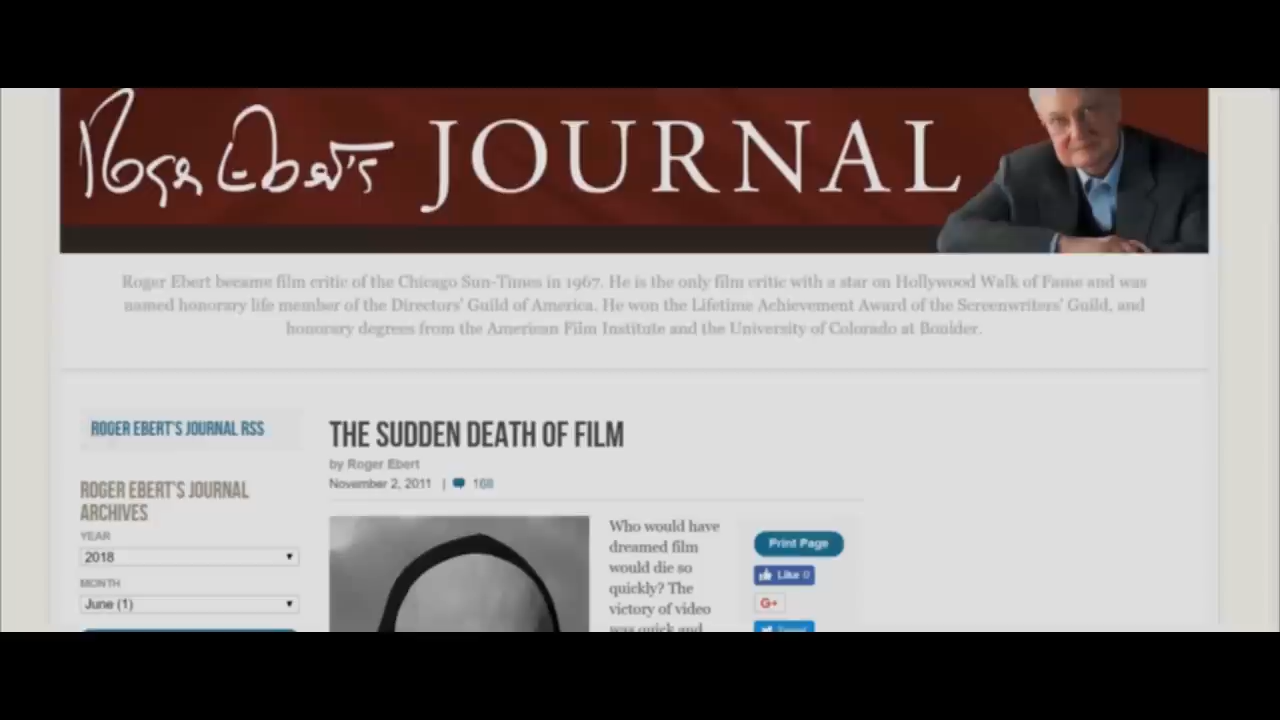 Roger Ebert's JOURNAL
Roger Ebert became film critic of the Chicago Sun-Times in 1967. He is the only film critic with a star on Hollywood Walk of Fame and was
named honorary life member of the Directors' Guild of America. He won the Lifetime Achievement Award of the Screenwriters' Guild, and
honorary degrees from the American Film Institute and the University of Colorado at Boulder.
ROGER EBERT'S JOURNAL RSS
ROGER EBERT'S JOURNAL
ARCHIVES
YEAR
2018
MONTH
June (1)
THE SUDDEN DEATH OF FILM
by Roger Ebert
November 2, 2011 | 168
Who would have
dreamed film
would die so
quickly? The
victory of video
was quick and
Print Page
Like 0
G+
Tweet